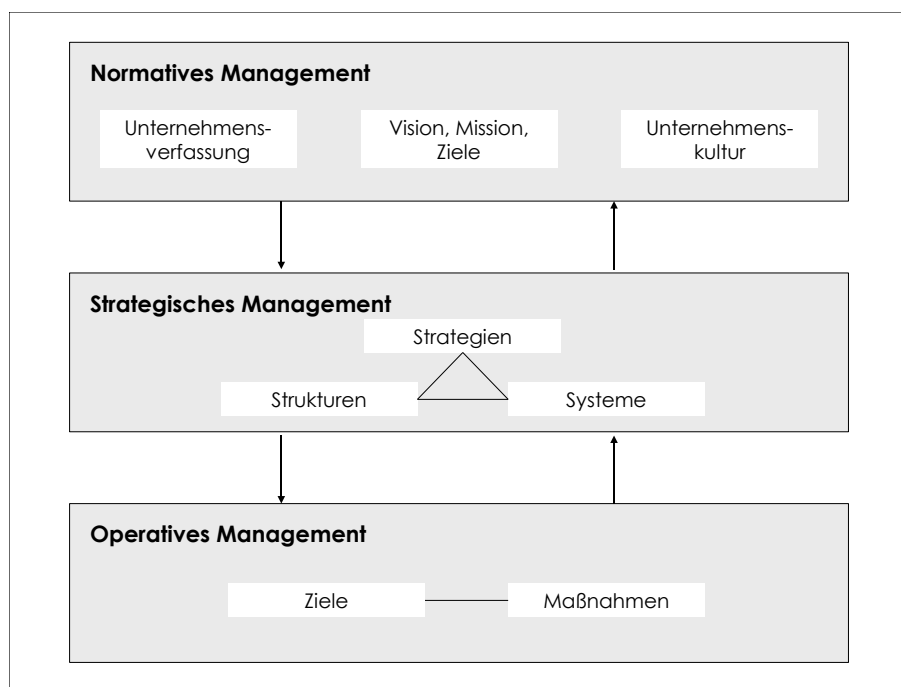 Normatives Management
Unternehmens-
verfassung
Vision, Mission,
Ziele
Unternehmens-
kultur
Strategisches Management
Strategien
Strukturen
Systeme
Operatives Management
Ziele
Maßnahmen